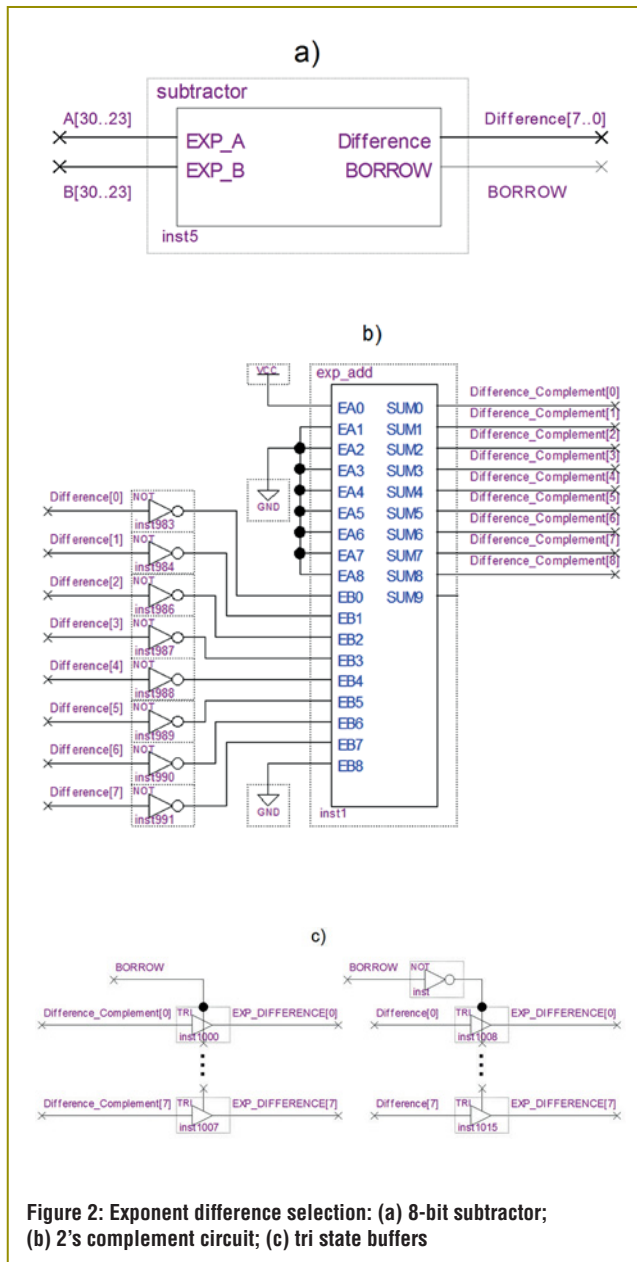 a)
subtractor
A[30..23]
EXP_A
Difference
Difference[7..0]
EXP_B
BORROW
B[30..23]
BORROW
inst5
b)
VCC
exp_add
EA0 SUM0 Difference_Complement[0]
EA1 SUM1 Difference_Complement[1]
EA2 SUM2 Difference_Complement[2]
EA3 SUM3 Difference_Complement[3]
EA4 SUM4 Difference_Complement[4]
EA5 SUM5 Difference_Complement[5]
EA6 SUM6 Difference_Complement[6]
EA7 SUM7 Difference_Complement[7]
EA8 SUM8 Difference_Complement[8]
EB0 SUM9
EB1
EB2
EB3
EB4
EB5
EB6
EB7
EB8
GND
Difference[0] NOT
inst983
Difference[1] NOT
inst984
Difference[2] NOT
inst986
Difference[3] NOT
inst987
Difference[4] NOT
inst988
Difference[5] NOT
inst989
Difference[6] NOT
inst990
Difference[7] NOT
inst991
GND
inst1
c)
BORROW
Difference_Complement[0] TRI EXP_DIFFERENCE[0]
inst1000
Difference_Complement[7] TRI EXP_DIFFERENCE[7]
inst1007
BORROW NOT
inst
Difference[0] TRI EXP_DIFFERENCE[0]
inst1008
Difference[7] TRI EXP_DIFFERENCE[7]
inst1015
Figure 2: Exponent difference selection: (a) 8-bit subtractor;
(b) 2's complement circuit; (c) tri state buffers